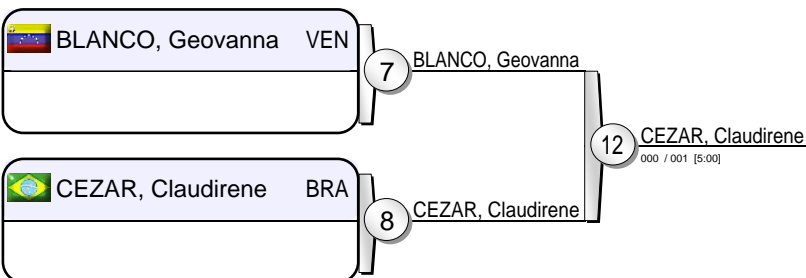 BLANCO, Geovanna VEN
7
BLANCO, Geovanna
12
CEZAR, Claudirene
000 / 001 [5:00]
CEZAR, Claudirene BRA
8
CEZAR, Claudirene